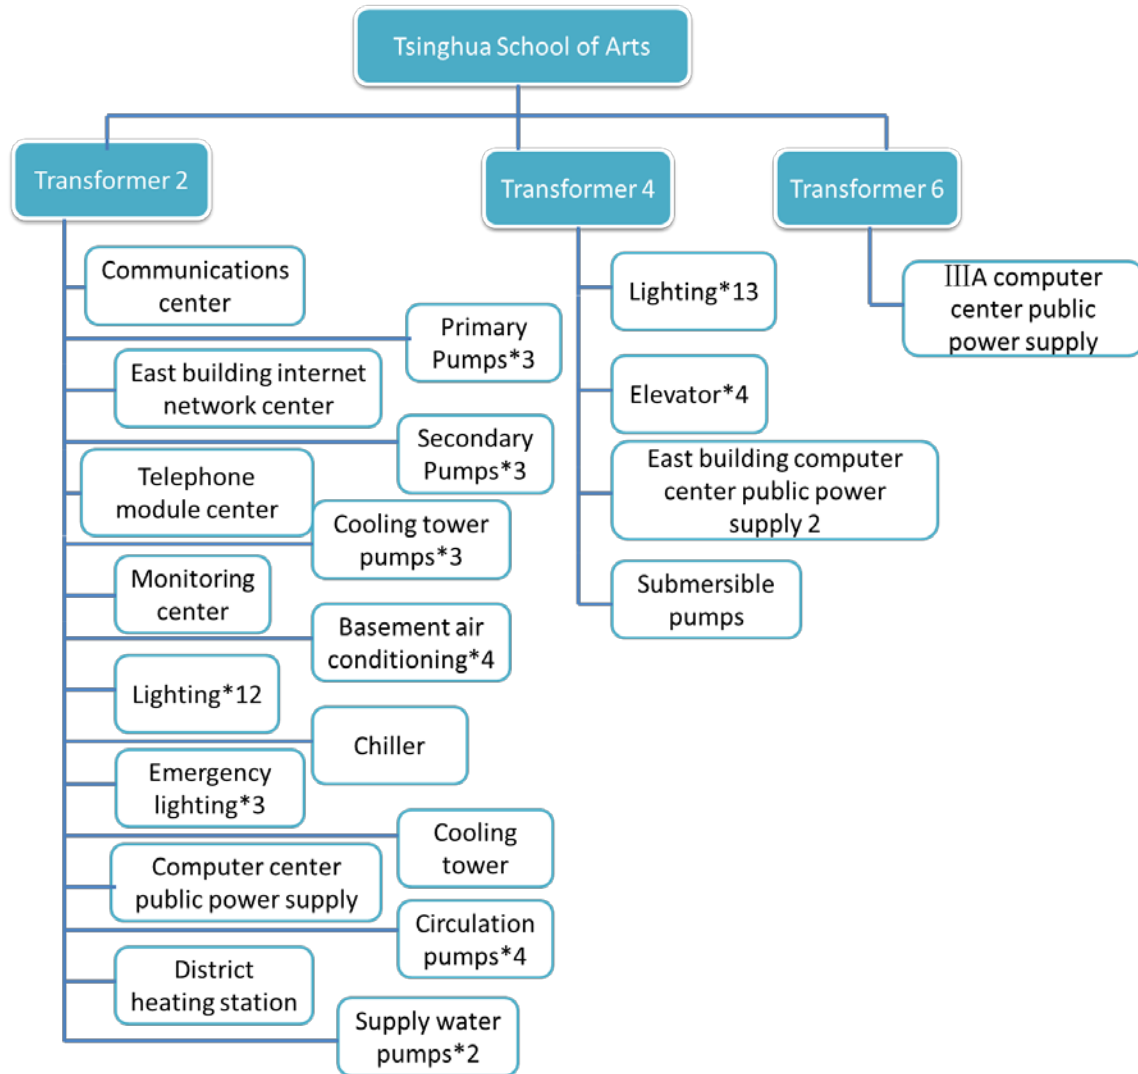 Tsinghua School of Arts
Transformer 2
Transformer 4
Transformer 6
Communications
center
Primary
Pumps*3
East building internet
network center
Secondary
Pumps*3
Telephone
module center
Cooling tower
pumps*3
Monitoring
center
Basement air
conditioning*4
Lighting*12
Chiller
Emergency
lighting*3
Cooling
tower
Computer center
public power supply
Circulation
pumps*4
District
heating station
Supply water
pumps*2
Lighting*13
Elevator*4
East building computer
center public power
supply 2
Submersible
pumps
ⅢA computer
center public
power supply